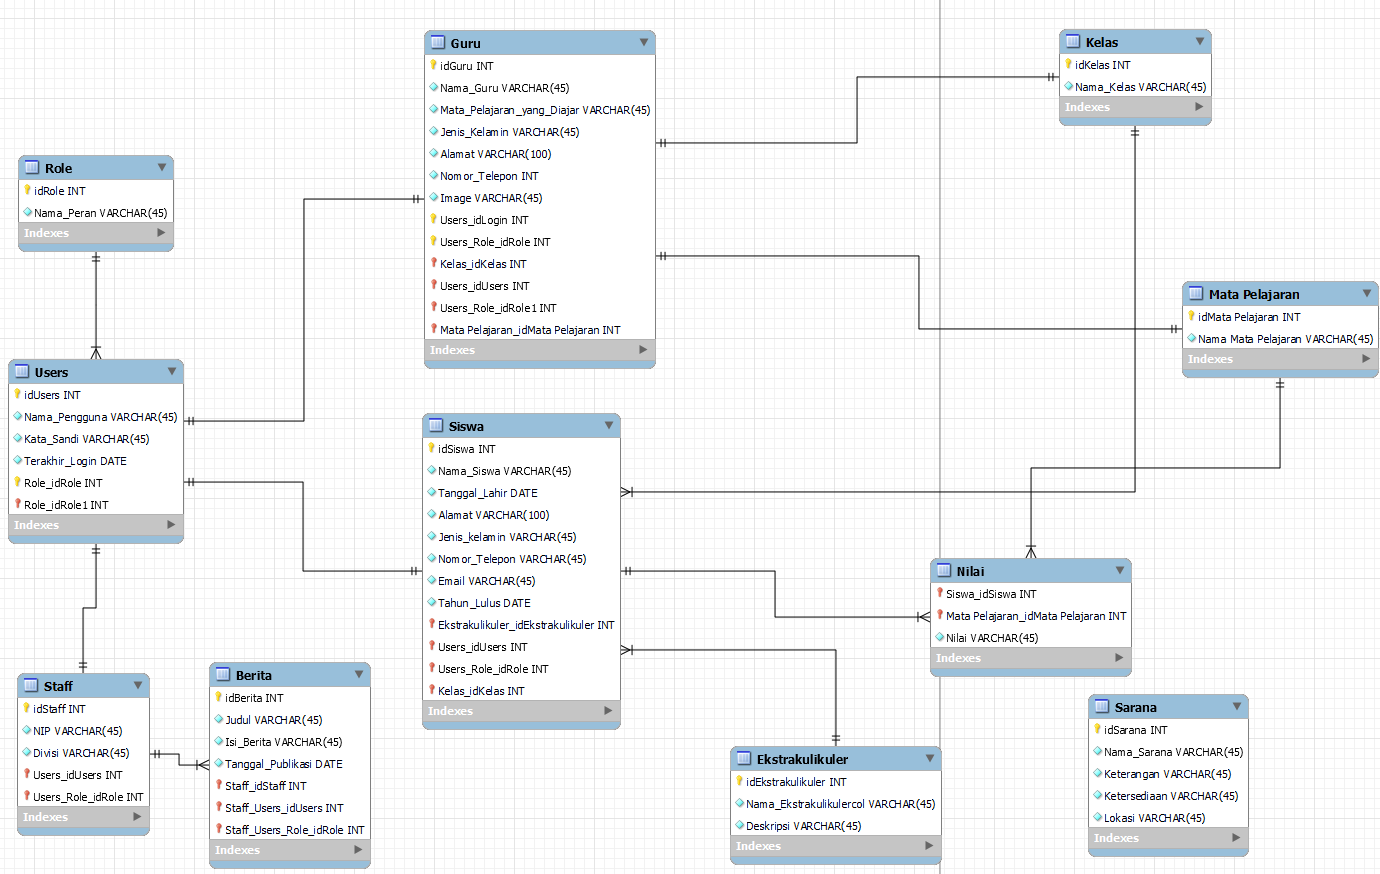 Guru
idGuru INT
Nama_Guru VARCHAR(45)
Mata_Pelajaran_yang_Diajar VARCHAR(45)
Jenis_Kelamin VARCHAR(45)
Alamat VARCHAR(100)
Nomor_Telepon INT
Image VARCHAR(45)
Users_idLogin INT
Users_Role_idRole INT
Kelas_idKelas INT
Users_idUsers INT
Users_Role_idRole1 INT
Mata Pelajaran_idMata Pelajaran INT
Indexes
Kelas
idKelas INT
Nama_Kelas VARCHAR(45)
Indexes
Role
idRole INT
Nama_Peran VARCHAR(45)
Indexes
Mata Pelajaran
idMata Pelajaran INT
Nama Mata Pelajaran VARCHAR(45)
Indexes
Users
idUsers INT
Nama_Pengguna VARCHAR(45)
Kata_Sandi VARCHAR(45)
Terakhir_Login DATE
Role_idRole INT
Role_idRole1 INT
Indexes
Siswa
idSiswa INT
Nama_Siswa VARCHAR(45)
Tanggal_Lahir DATE
Alamat VARCHAR(100)
Jenis_kelamin VARCHAR(45)
Nomor_Telepon VARCHAR(45)
Email VARCHAR(45)
Tahun_Lulus DATE
Ekstrakulikuler_idEkstrakulikuler INT
Users_idUsers INT
Users_Role_idRole INT
Kelas_idKelas INT
Indexes
Nilai
Siswa_idSiswa INT
Mata Pelajaran_idMata Pelajaran INT
Nilai VARCHAR(45)
Indexes
Staff
idStaff INT
NIP VARCHAR(45)
Divisi VARCHAR(45)
Users_idUsers INT
Users_Role_idRole INT
Indexes
Berita
idBerita INT
Judul VARCHAR(45)
Isi_Berita VARCHAR(45)
Tanggal_Publikasi DATE
Staff_idStaff INT
Staff_Users_idUsers INT
Staff_Users_Role_idRole INT
Indexes
Ekstrakulikuler
idEkstrakulikuler INT
Nama_Ekstrakulikulercol VARCHAR(45)
Deskripsi VARCHAR(45)
Indexes
Sarana
idSarana INT
Nama_Sarana VARCHAR(45)
Keterangan VARCHAR(45)
Ketersediaan VARCHAR(45)
Lokasi VARCHAR(45)
Indexes